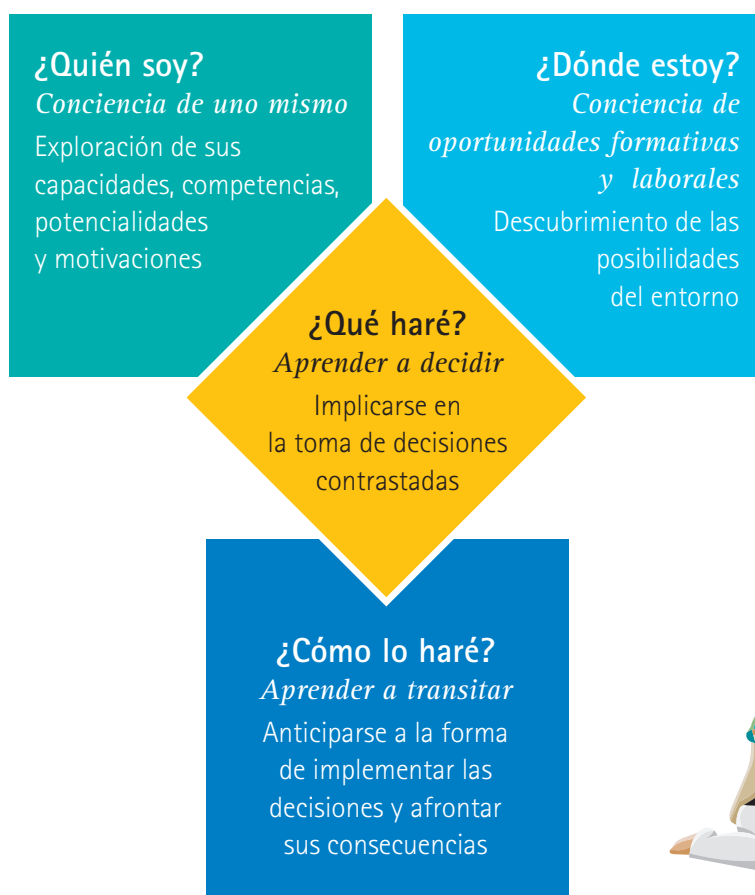 ¿Quién soy?
Conciencia de uno mismo
Exploración de sus
capacidades, competencias,
potencialidades
y motivaciones
¿Dónde estoy?
Conciencia de
oportunidades formativas
y laborales
Descubrimiento de las
posibilidades
del entorno
¿Qué haré?
Aprender a decidir
Implicarse en
la toma de decisiones
contrastadas
¿Cómo lo haré?
Aprender a transitar
Anticiparse a la forma
de implementar las
decisiones y afrontar
sus consecuencias